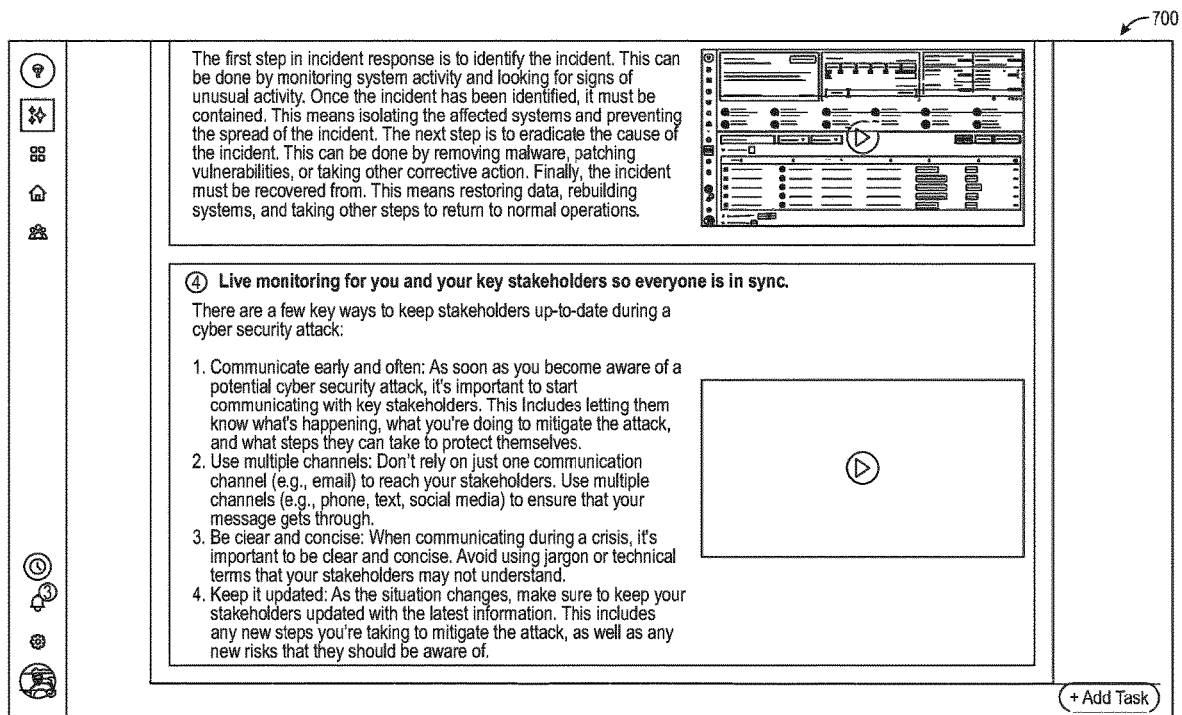 700
The first step in incident response is to identify the incident. This can
be done by monitoring system activity and looking for signs of
unusual activity. Once the incident has been identified, it must be
contained. This means isolating the affected systems and preventing
the spread of the incident. The next step is to eradicate the cause of
the incident. This can be done by removing malware, patching
vulnerabilities, or taking other corrective action. Finally, the incident
must be recovered from. This means restoring data, rebuilding
systems, and taking other steps to return to normal operations.
4 Live monitoring for you and your key stakeholders so everyone is in sync.
There are a few key ways to keep stakeholders up-to-date during a
cyber security attack:
1. Communicate early and often: As soon as you become aware of a
potential cyber security attack, it's important to start
communicating with key stakeholders. This Includes letting them
know what's happening, what you're doing to mitigate the attack,
and what steps they can take to protect themselves.
2. Use multiple channels: Don't rely on just one communication
channel (e.g., email) to reach your stakeholders. Use multiple
channels (e.g., phone, text, social media) to ensure that your
message gets through.
3. Be clear and concise: When communicating during a crisis, it's
important to be clear and concise. Avoid using jargon or technical
terms that your stakeholders may not understand.
4. Keep it updated: As the situation changes, make sure to keep your
stakeholders updated with the latest information. This includes
any new steps you're taking to mitigate the attack, as well as any
new risks that they should be aware of.
3
+ Add Task